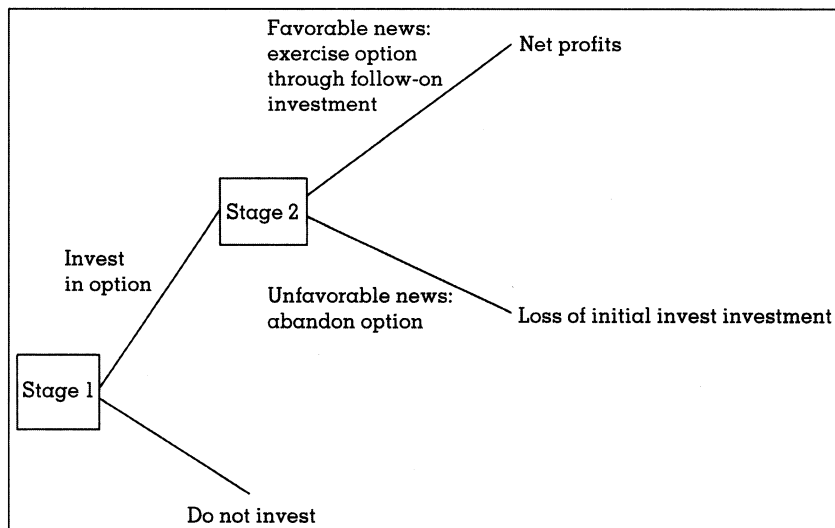 Favorable news:
exercise option
through follow-on
investment
Net profits
Stage 2
Invest
in option
Unfavorable news:
abandon option
Loss of initial invest investment
Stage 1
Do not invest